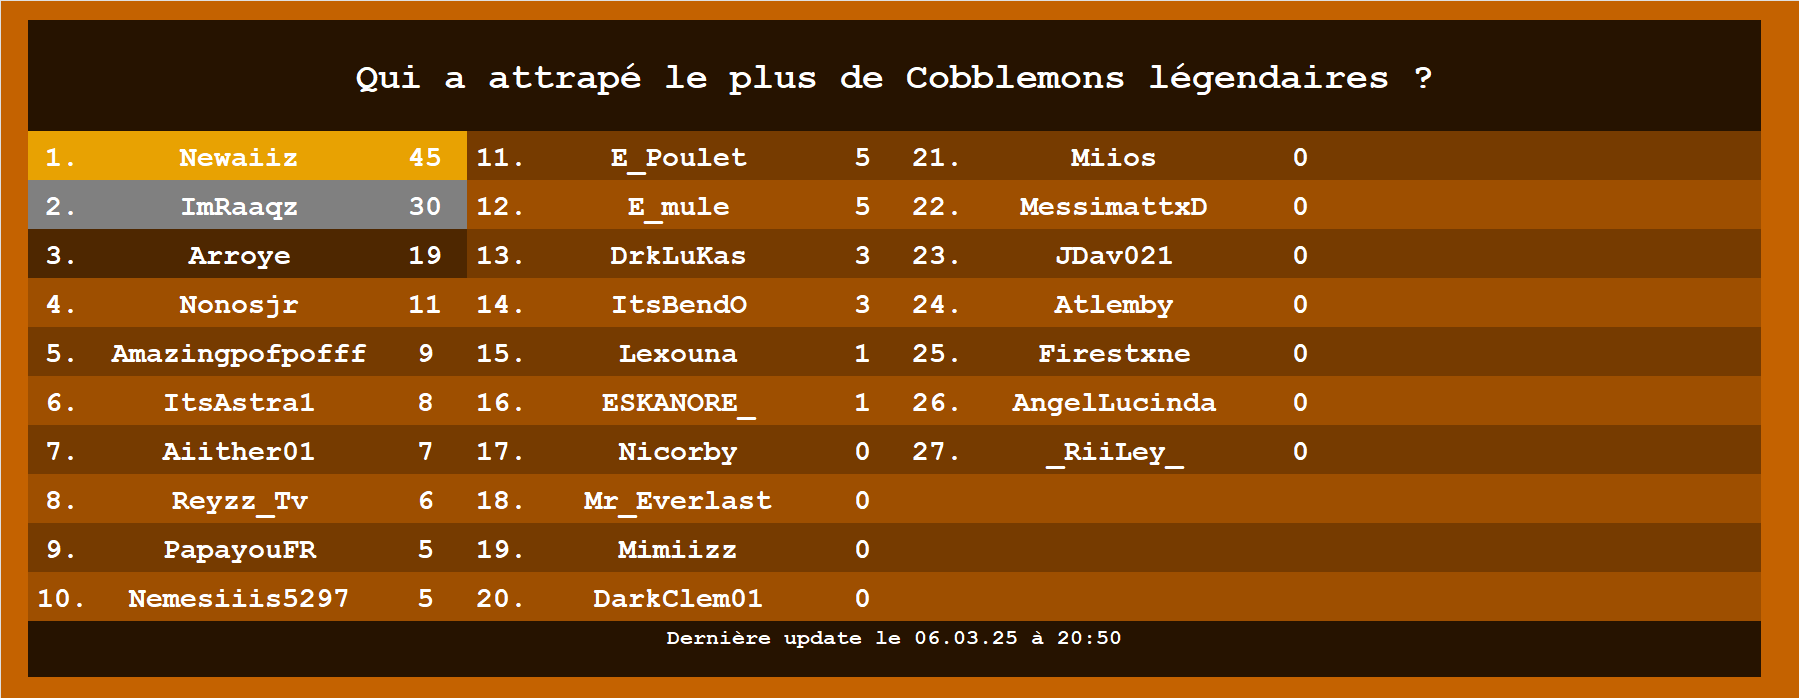 Qui a attrapé le plus de Cobblemons légendaires ?
1. Newaiiz 45 11. E_Poulet 5 21. Miios 0
2. ImRaaqz 30 12. E_mule 5 22. MessimattxD 0
3. Arroye 19 13. DrkLuKas 3 23. JDav021 0
4. Nonosjr 11 14. ItsBendO 3 24. Atlemby 0
5. Amazingpofpofff 9 15. Lexouna 1 25. Firestxne 0
6. ItsAstra1 8 16. ESKANORE_ 1 26. AngelLucinda 0
7. Aiither01 7 17. Nicorby 0 27. _RiiLey_ 0
8. Reyzz_Tv 6 18. Mr_Everlast 0
9. PapayouFR 5 19. Mimiizz 0
10. Nemesiiis5297 5 20. DarkClem01 0
Dernière update le 06.03.25 à 20:50